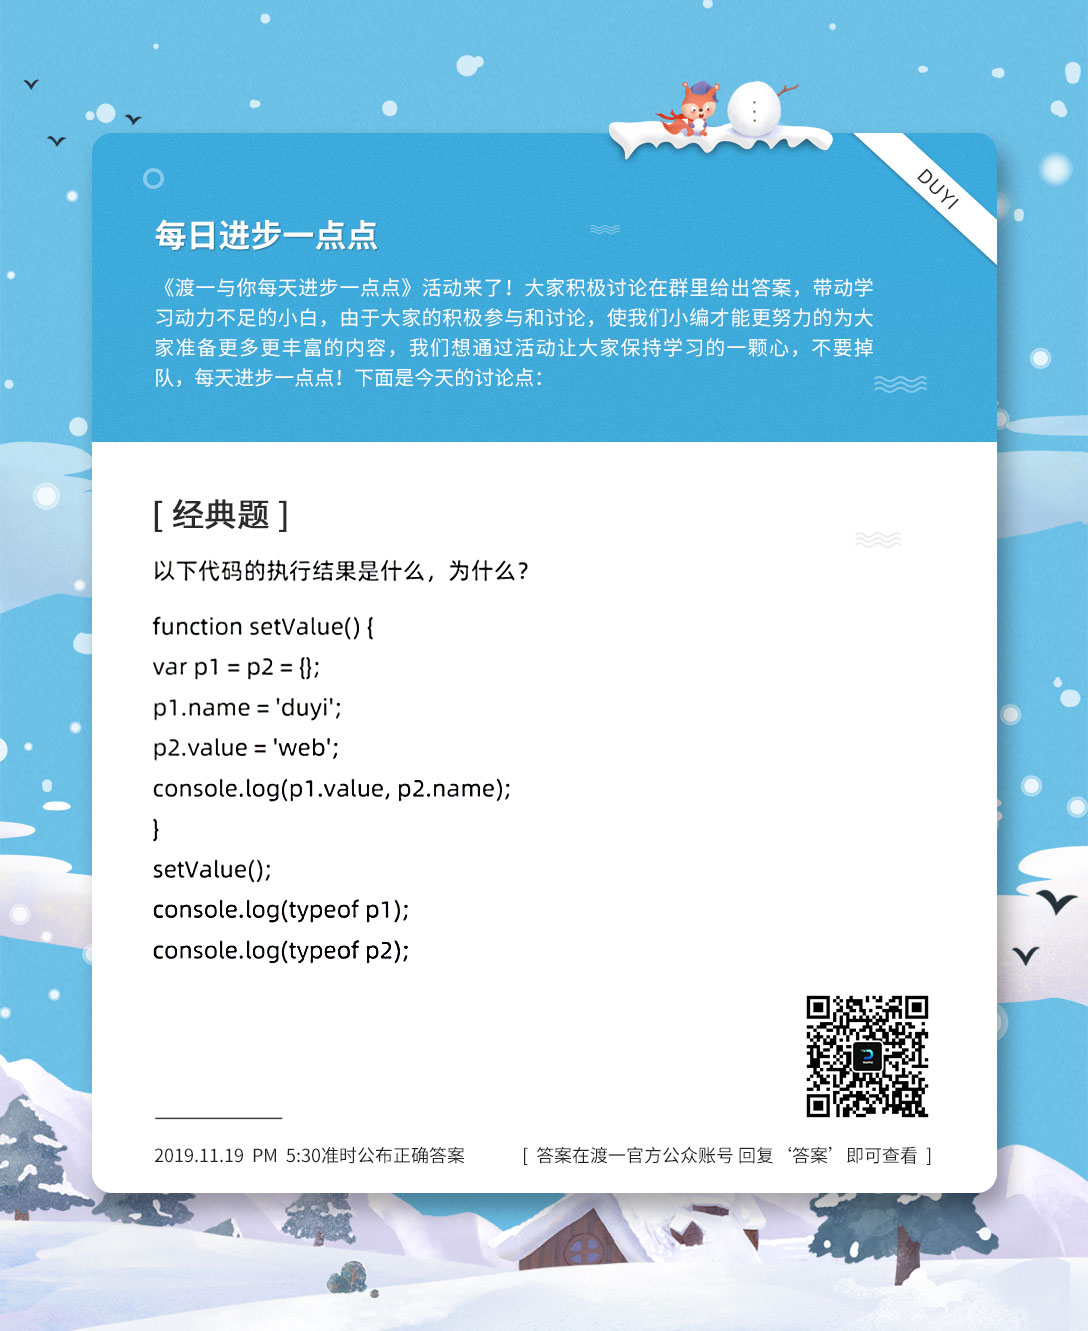 DUYI
每日进步一点点
《渡一与你每天进步一点点》活动来了！大家积极讨论在群里给出答案，带动学
习动力不足的小白，由于大家的积极参与和讨论，使我们小编才能更努力的为大
家准备更多更丰富的内容，我们想通过活动让大家保持学习的一颗心，不要掉
队，每天进步一点点！下面是今天的讨论点：
[ 经典题 ]
以下代码的执行结果是什么，为什么？
function setValue() {
var p1 = p2 = {};
p1.name = 'duyi';
p2.value = 'web';
console.log(p1.value, p2.name);
}
setValue();
console.log(typeof p1);
console.log(typeof p2);
2019.11.19 PM 5:30准时公布正确答案
[ 答案在渡一官方公众账号 回复‘答案’即可查看 ]